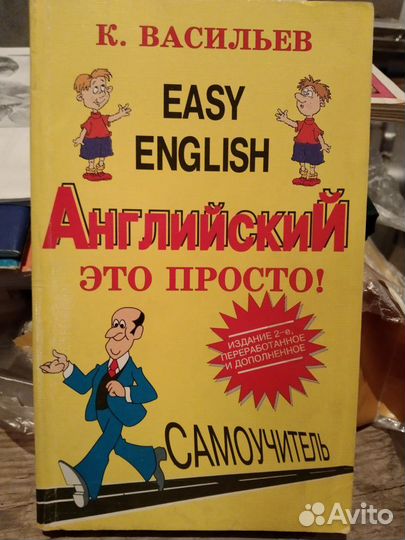 К. ВАСИЛЬЕВ
EASY
ENGLISH
АНГЛИЙСКИЙ
ЭТО ПРОСТО!
ИЗДАНИЕ 2-е,
ПЕРЕРАБОТАННОЕ
И ДОПОЛНЕННОЕ
САМОУЧИТЕЛЬ
Avito